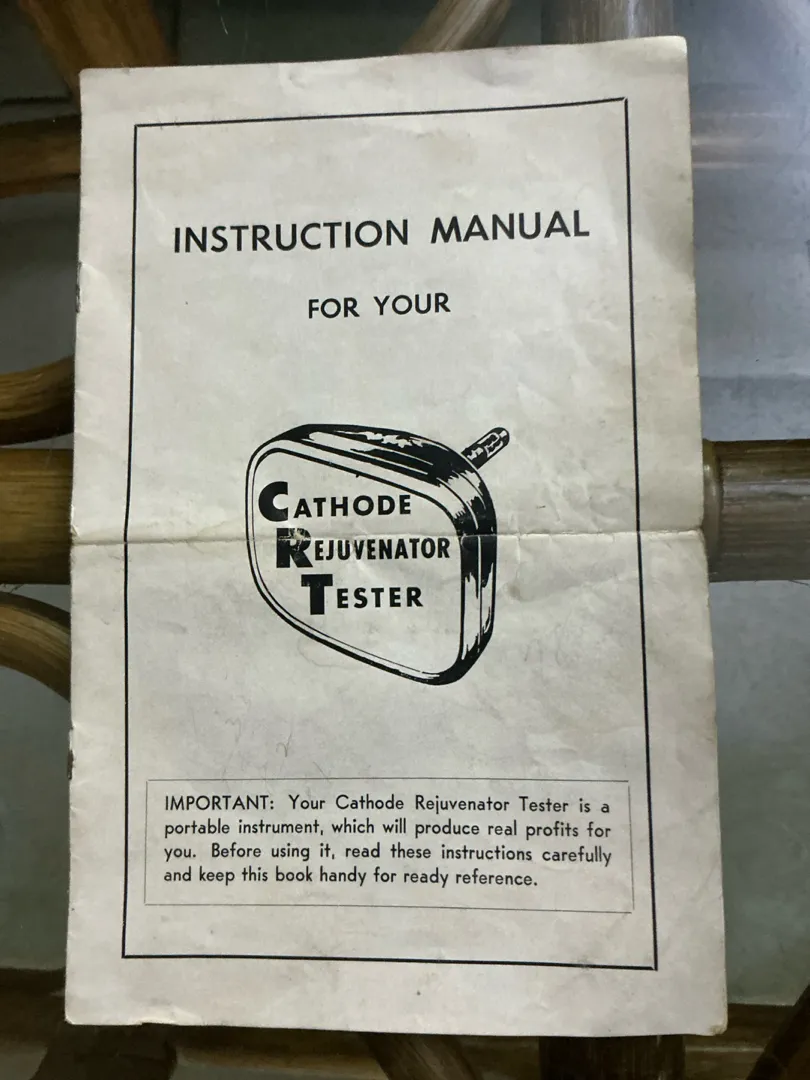 INSTRUCTION MANUAL
FOR YOUR
CATHODE
REJUVENATOR
TESTER
IMPORTANT: Your Cathode Rejuvenator Tester is a
portable instrument, which will produce real profits for
you. Before using it, read these instructions carefully
and keep this book handy for ready reference.